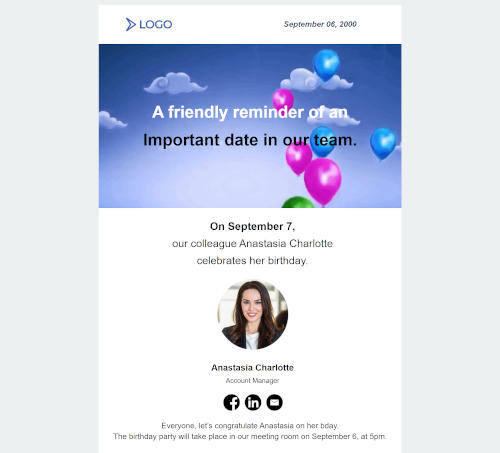 LOGO
September 06, 2000
A friendly reminder of an
Important date in our team.
On September 7,
our colleague Anastasia Charlotte
celebrates her birthday.
Anastasia Charlotte
Account Manager
Everyone, let's congratulate Anastasia on her bday.
The birthday party will take place in our meeting room on September 6, at 5pm.